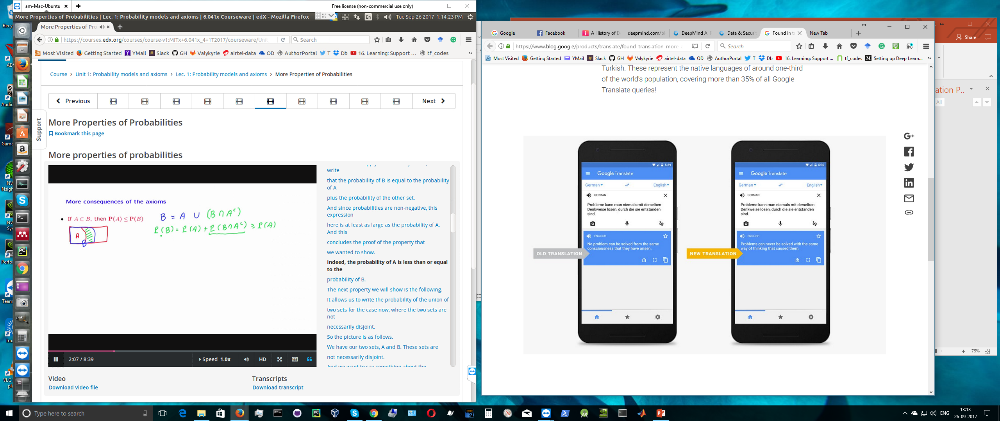 am-Mac-Ubuntu
Free license (non-commercial use only)
More Properties of Probabilities | Lec. 1: Probability models and axioms | 6.041x Courseware | edX - Mozilla Firefox
En
Tue Sep 26 2017 1:14:23 PM
More Properties of Pro
https://courses.edx.org/courses/course-v1:MITx+6.041x_4+1T2017/courseware/Unit
Search
Most Visited Getting Started YMail Slack GH Valykyrie airtel-data OD AuthorPortal T Db 16. Learning: Support ... tf_codes »
Course > Unit 1: Probability models and axioms > Lec. 1: Probability models and axioms > More Properties of Probabilities
Previous
Next
Support
More Properties of Probabilities
Bookmark this page
More properties of probabilities
More consequences of the axioms
• If A ⊂ B, then P(A) ≤ P(B)
B = A ∪ (B ∩ Aᶜ)
P(B) = P(A) + P(B ∩ Aᶜ) ≥ P(A)
A
B
write
that the probability of B is equal to the probability
of A
plus the probability of the other set.
And since probabilities are non-negative, this
expression
here is at least as large as the probability of A.
And this
concludes the proof of the property that
we wanted to show.
Indeed, the probability of A is less than or equal
to the
probability of B.
The next property we will show is the following.
It allows us to write the probability of the union of
two sets for the case now, where the two sets are
not
necessarily disjoint.
So the picture is as follows.
We have our two sets, A and B. These sets are
not necessarily disjoint.
And we want to say something about the
2:07 / 8:39
Speed 1.0x
HD
Video
Download video file
Transcripts
Download transcript
Google
Facebook
A History of D
deepmind.com/bl
DeepMind AI
Data & Securit
Found in t
New Tab
https://www.blog.google/products/translate/found-translation-more-a
Search
Most Visited Getting Started YMail Slack GH Valykyrie airtel-data OD AuthorPortal T Db 16. Learning: Support ... tf_codes Setting up Deep Learn... »
Turkish. These represent the native languages of around one-third
of the world's population, covering more than 35% of all Google
Translate queries!
5:39
Google Translate
German
English
GERMAN
Probleme kann man niemals mit derselben
Denkweise lösen, durch die sie entstanden
sind.
ENGLISH
No problem can be solved from the same
consciousness that they have arisen.
OLD TRANSLATION
5:39
Google Translate
German
English
GERMAN
Probleme kann man niemals mit derselben
Denkweise lösen, durch die sie entstanden
sind.
ENGLISH
Problems can never be solved with the same
way of thinking that caused them.
NEW TRANSLATION
G+
Share
ation P...
All
75%
Recy
AE
Audic
Game
NV
Nsigh
NV
Sys
Perfo
Team
Tru
VLC
pla
Type here to search
ENG
13:13
26-09-2017